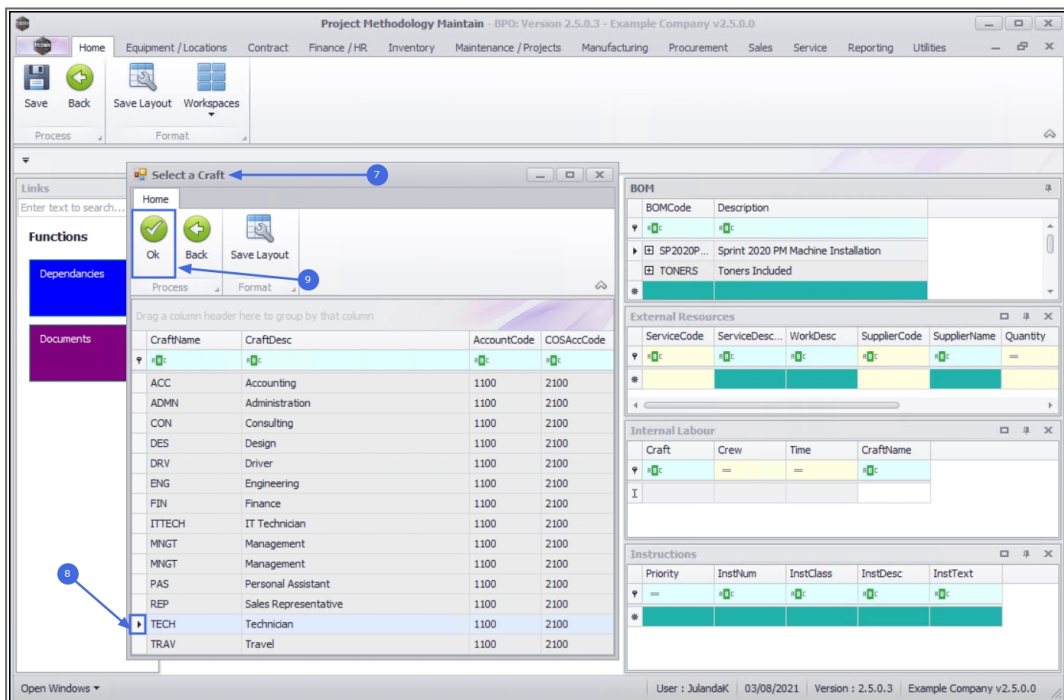 Project Methodology Maintain - BPO: Version 2.5.0.3 - Example Company v2.5.0.0
Home Equipment / Locations Contract Finance / HR Inventory Maintenance / Projects Manufacturing Procurement Sales Service Reporting Utilities
Save Back Save Layout Workspaces
Process Format
Links
Enter text to search...
Functions
Dependancies
Documents
Select a Craft
7
Home
Ok Back Save Layout
9
Process Format
Drag a column header here to group by that column
CraftName CraftDesc AccountCode COSAccCode
ACC Accounting 1100 2100
ADMN Administration 1100 2100
CON Consulting 1100 2100
DES Design 1100 2100
DRV Driver 1100 2100
ENG Engineering 1100 2100
FIN Finance 1100 2100
ITTECH IT Technician 1100 2100
MNGT Management 1100 2100
MNGT Management 1100 2100
PAS Personal Assistant 1100 2100
REP Sales Representative 1100 2100
TECH Technician 1100 2100
TRAV Travel 1100 2100
8
BOM
BOMCode Description
SP2020P... Sprint 2020 PM Machine Installation
TONERS Toners Included
External Resources
ServiceCode ServiceDesc... WorkDesc SupplierCode SupplierName Quantity
Internal Labour
Craft Crew Time CraftName
Instructions
Priority InstNum InstClass InstDesc InstText
Open Windows User : JulandaK 03/08/2021 Version : 2.5.0.3 Example Company v2.5.0.0